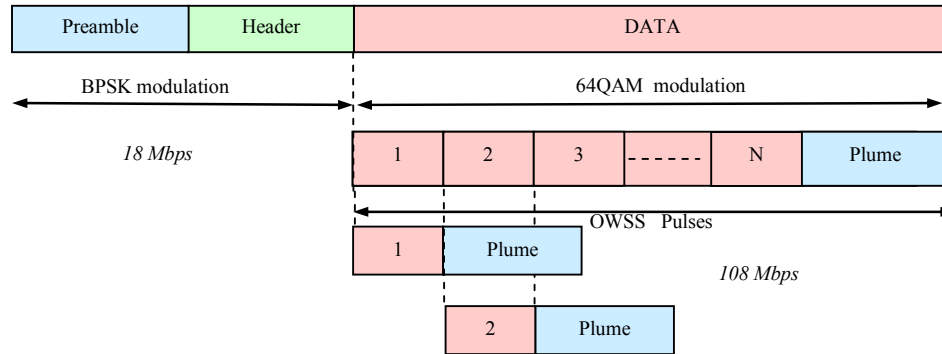 Preamble Header DATA
BPSK modulation 64QAM modulation
18 Mbps
1 2 3 N Plume
OWSS Pulses
1 Plume
108 Mbps
2 Plume